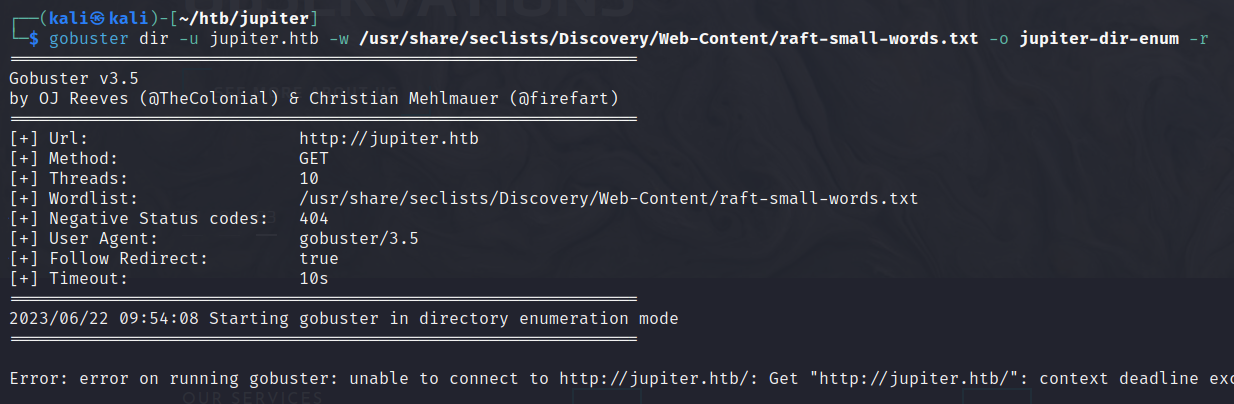 ┌──(kali㉿kali)-[~/htb/jupiter]
└─$ gobuster dir -u jupiter.htb -w /usr/share/seclists/Discovery/Web-Content/raft-small-words.txt -o jupiter-dir-enum -r
===============================================================
Gobuster v3.5
by OJ Reeves (@TheColonial) & Christian Mehlmauer (@firefart)
===============================================================
[+] Url:                     http://jupiter.htb
[+] Method:                  GET
[+] Threads:                 10
[+] Wordlist:                /usr/share/seclists/Discovery/Web-Content/raft-small-words.txt
[+] Negative Status codes:   404
[+] User Agent:              gobuster/3.5
[+] Follow Redirect:         true
[+] Timeout:                 10s
===============================================================
2023/06/22 09:54:08 Starting gobuster in directory enumeration mode
===============================================================
Error: error on running gobuster: unable to connect to http://jupiter.htb/: Get "http://jupiter.htb/": context deadline exc
OUR SERVICES